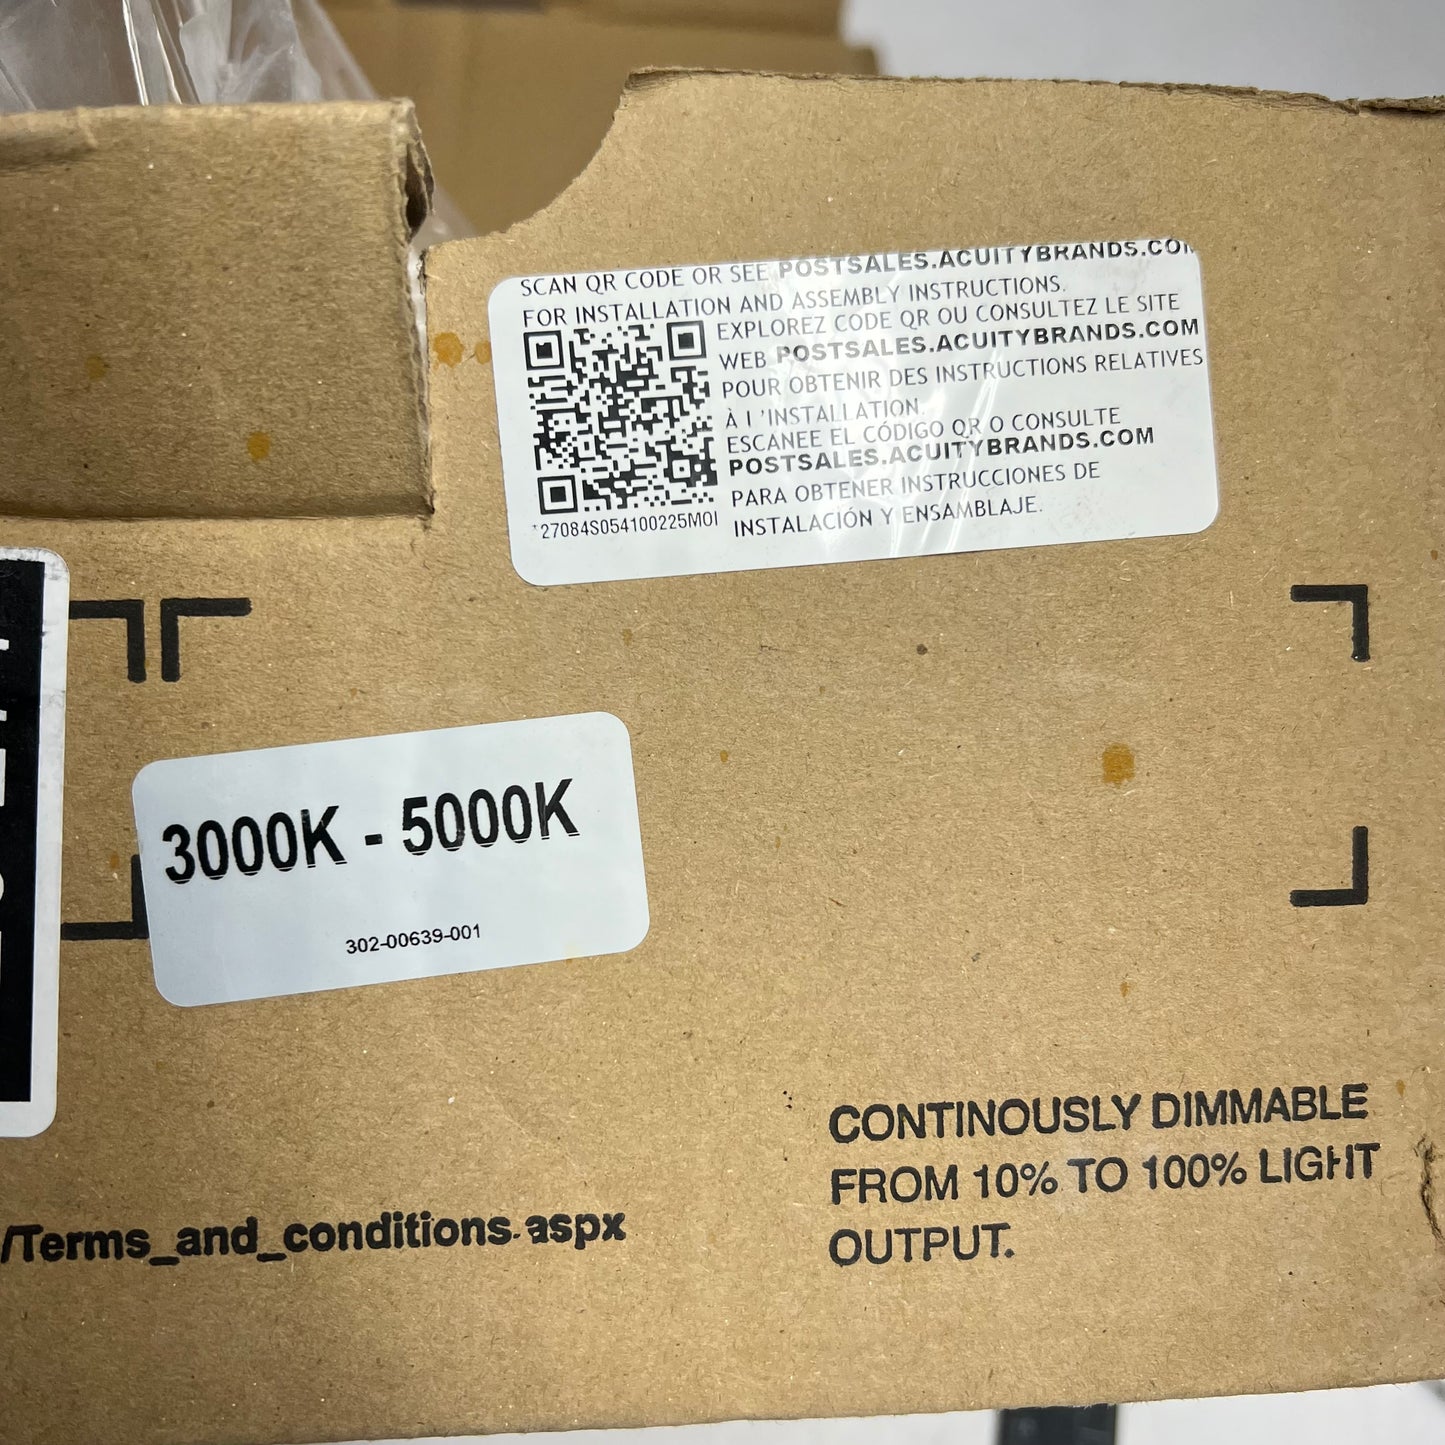 SCAN QR CODE OR SEE POSTSALES.ACUITYBRANDS.COM
FOR INSTALLATION AND ASSEMBLY INSTRUCTIONS.
EXPLOREZ CODE QR OU CONSULTEZ LE SITE
WEB POSTSALES.ACUITYBRANDS.COM
POUR OBTENIR DES INSTRUCTIONS RELATIVES
À l 'INSTALLATION.
ESCANEE EL CÓDIGO QR O CONSULTE
POSTSALES.ACUITYBRANDS.COM
PARA OBTENER INSTRUCCIONES DE
INSTALACIÓN Y ENSAMBLAJE.
*27084S054100225M0I
3000K - 5000K
302-00639-001
CONTINOUSLY DIMMABLE
FROM 10% TO 100% LIGHT
OUTPUT.
/Terms_and_conditions.aspx